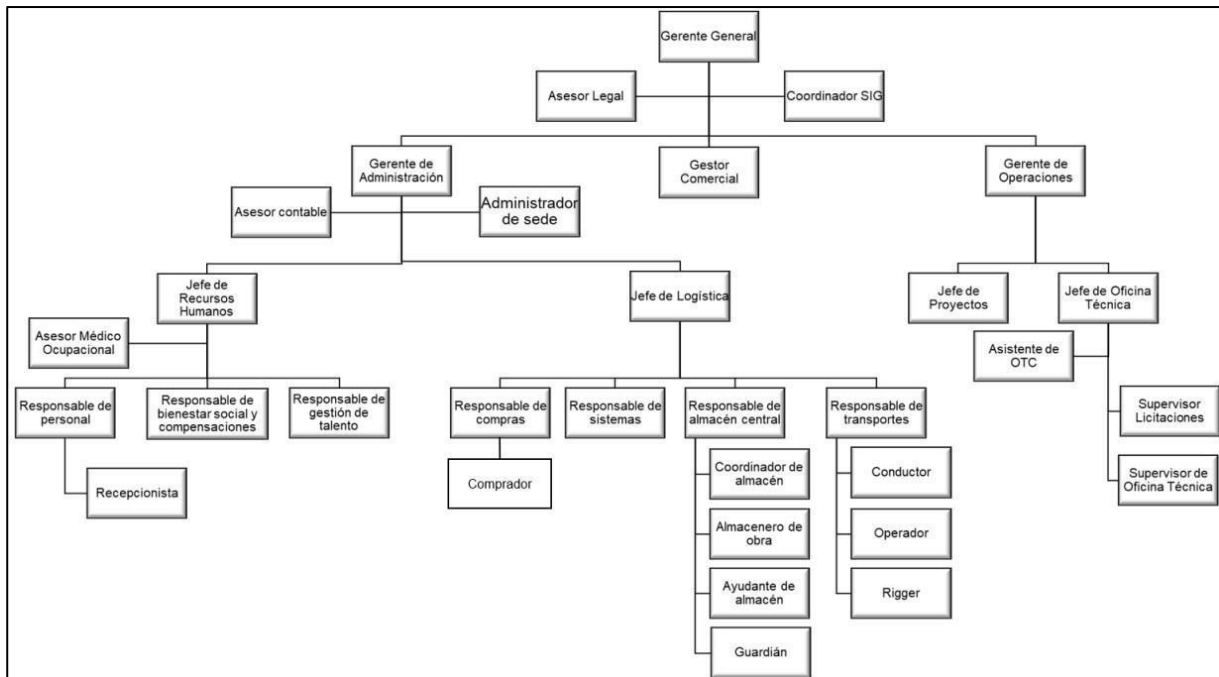 Gerente General
Asesor Legal
Coordinador SIG
Gerente de
Administración
Gestor
Comercial
Gerente de
Operaciones
Asesor contable
Administrador
de sede
Jefe de
Recursos
Humanos
Jefe de Logística
Jefe de
Proyectos
Jefe de Oficina
Técnica
Asesor Médico
Ocupacional
Asistente de
OTC
Responsable de
personal
Responsable de
bienestar social y
compensaciones
Responsable de
gestión de
talento
Responsable de
compras
Responsable de
sistemas
Responsable de
almacén central
Responsable de
transportes
Supervisor
Licitaciones
Recepcionista
Comprador
Coordinador de
almacén
Conductor
Supervisor de
Oficina Técnica
Almacenero de
obra
Operador
Ayudante de
almacén
Rigger
Guardián